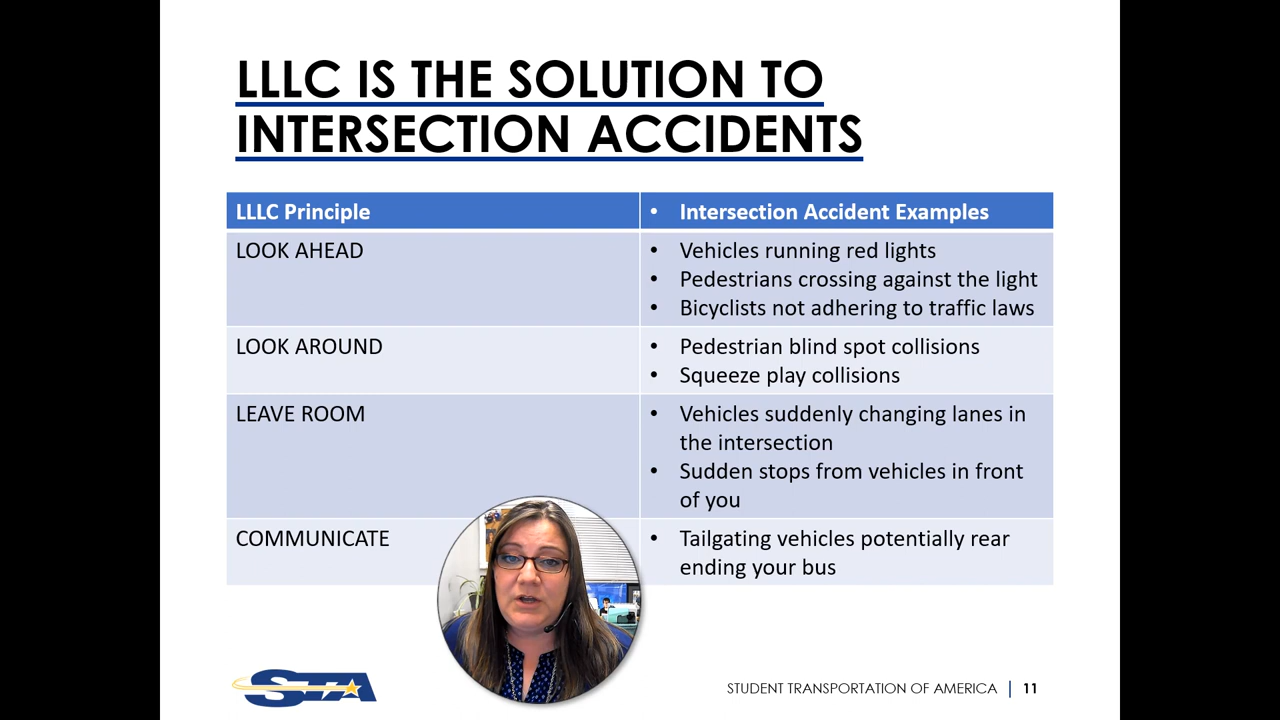 LLLC IS THE SOLUTION TO
INTERSECTION ACCIDENTS
LLLC Principle
• Intersection Accident Examples
LOOK AHEAD
• Vehicles running red lights
• Pedestrians crossing against the light
• Bicyclists not adhering to traffic laws
LOOK AROUND
• Pedestrian blind spot collisions
• Squeeze play collisions
LEAVE ROOM
• Vehicles suddenly changing lanes in
the intersection
• Sudden stops from vehicles in front
of you
COMMUNICATE
• Tailgating vehicles potentially rear
ending your bus
STA
STUDENT TRANSPORTATION OF AMERICA | 11